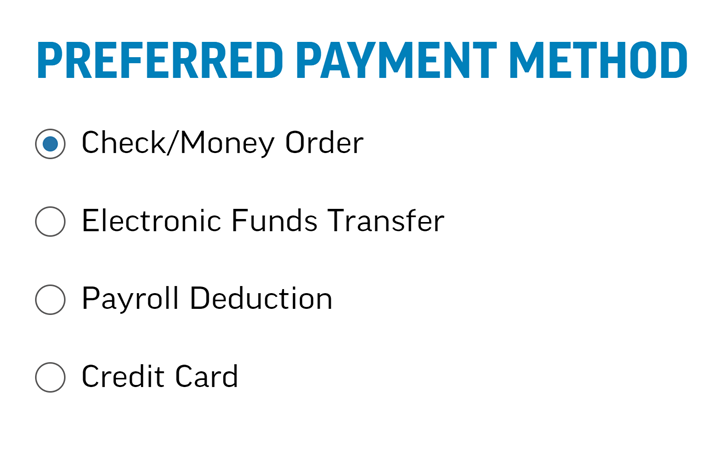 PREFERRED PAYMENT METHOD
Check/Money Order
Electronic Funds Transfer
Payroll Deduction
Credit Card